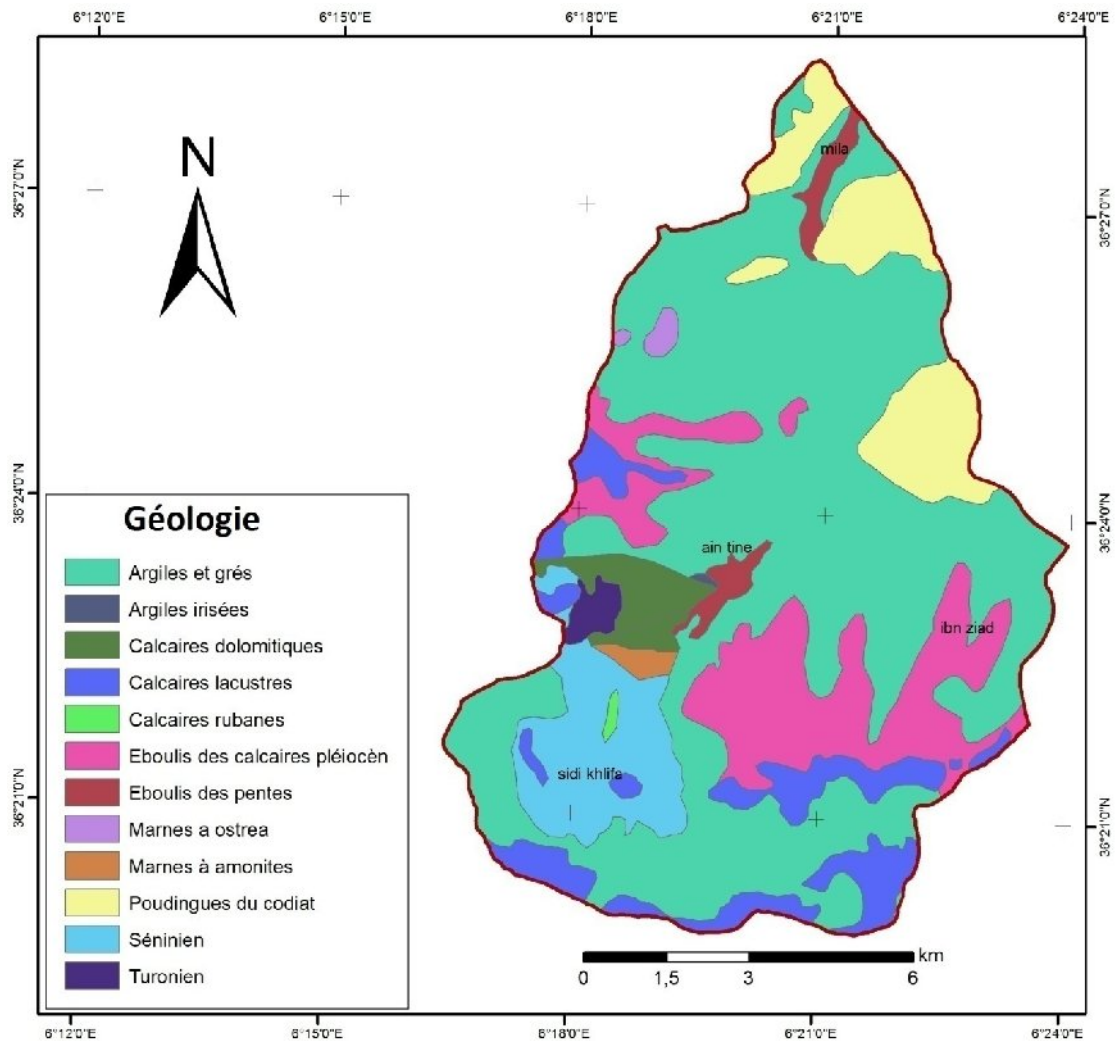 6°12'0"E 6°15'0"E 6°18'0"E 6°21'0"E 6°24'0"E
N
mila
36°27'0"N 36°27'0"N
36°24'0"N 36°24'0"N
ain tine
ibn ziad
sidi khlifa
36°21'0"N 36°21'0"N
Géologie
Argiles et grés
Argiles irisées
Calcaires dolomitiques
Calcaires lacustres
Calcaires rubanes
Eboulis des calcaires pléiocèn
Eboulis des pentes
Marnes a ostrea
Marnes à amonites
Poudingues du codiat
Séninien
Turonien
km
0 1,5 3 6
6°12'0"E 6°15'0"E 6°18'0"E 6°21'0"E 6°24'0"E